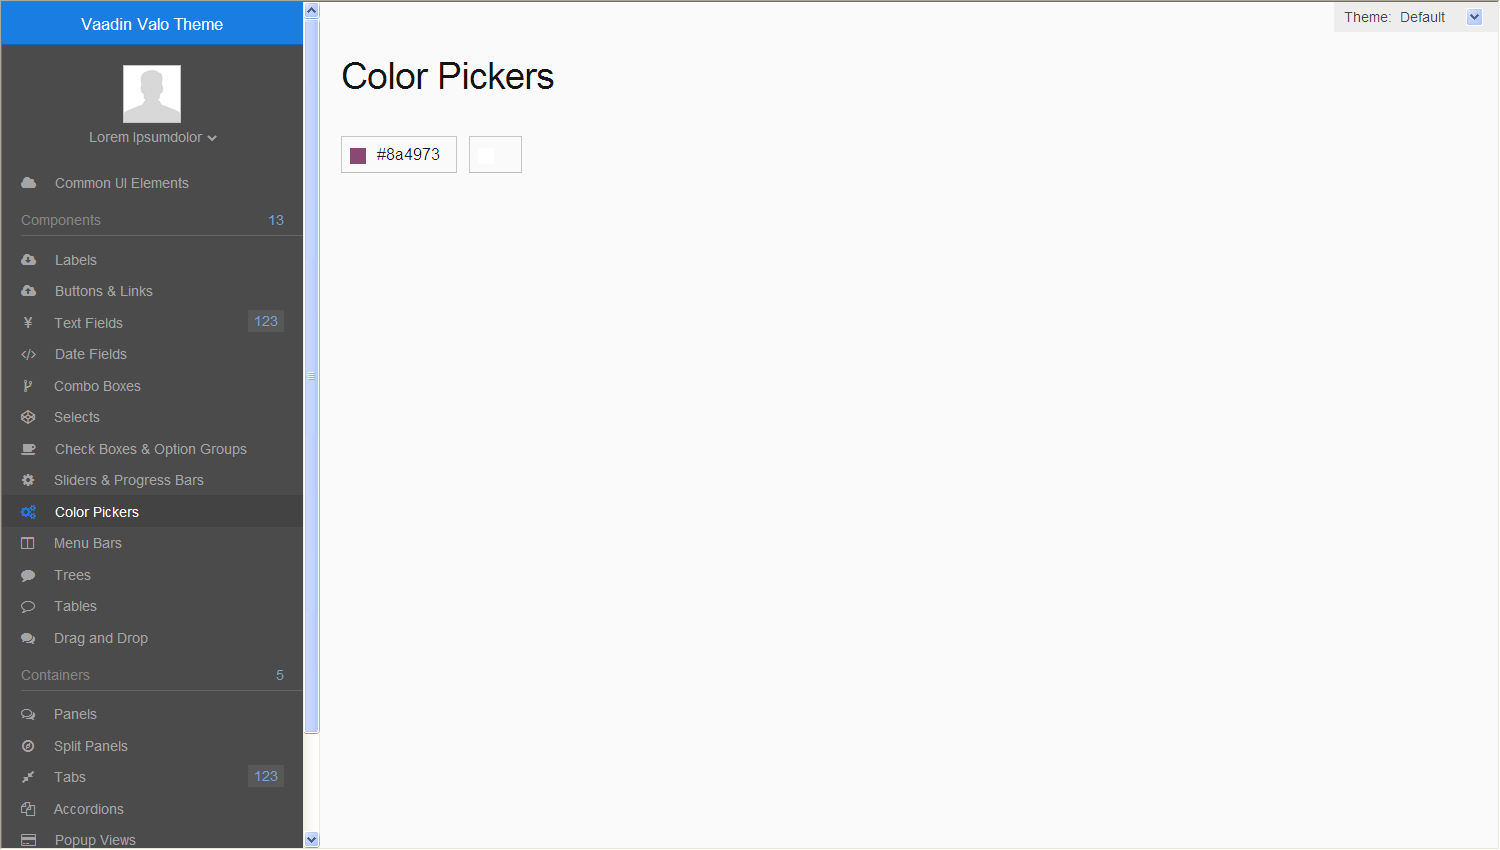 Vaadin Valo Theme
Lorem Ipsumdolor
Common UI Elements
Components 13
Labels
Buttons & Links
Text Fields 123
Date Fields
Combo Boxes
Selects
Check Boxes & Option Groups
Sliders & Progress Bars
Color Pickers
Menu Bars
Trees
Tables
Drag and Drop
Containers 5
Panels
Split Panels
Tabs 123
Accordions
Popup Views
Theme: Default
Color Pickers
#8a4973